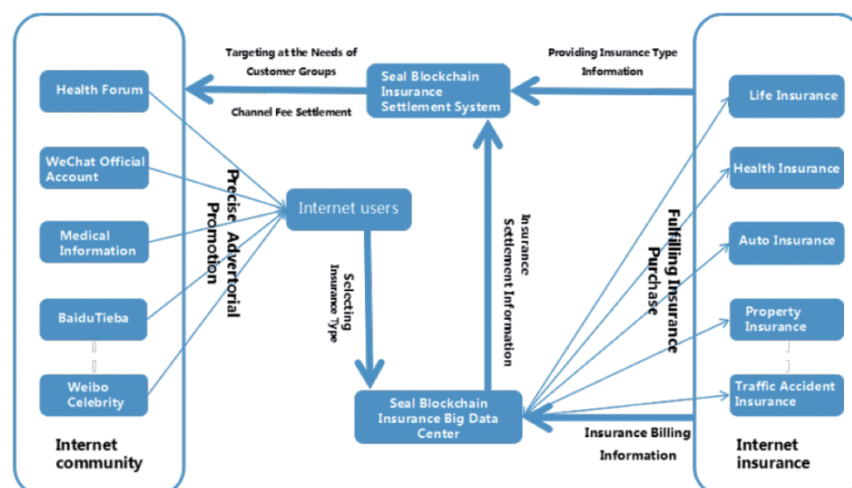 Health Forum
WeChat Official
Account
Medical
Information
BaiduTieba
Weibo
Celebrity
Internet
community
Precise Advertorial
Promotion
Targeting at the Needs of
Customer Groups
Channel Fee Settlement
Seal Blockchain
Insurance
Settlement System
Providing Insurance Type
Information
Internet users
Selecting
Insurance Type
Insurance
Settlement Information
Seal Blockchain
Insurance Big Data
Center
Fulfilling Insurance
Purchase
Insurance Billing
Information
Life Insurance
Health Insurance
Auto Insurance
Property
Insurance
Traffic Accident
Insurance
Internet
insurance